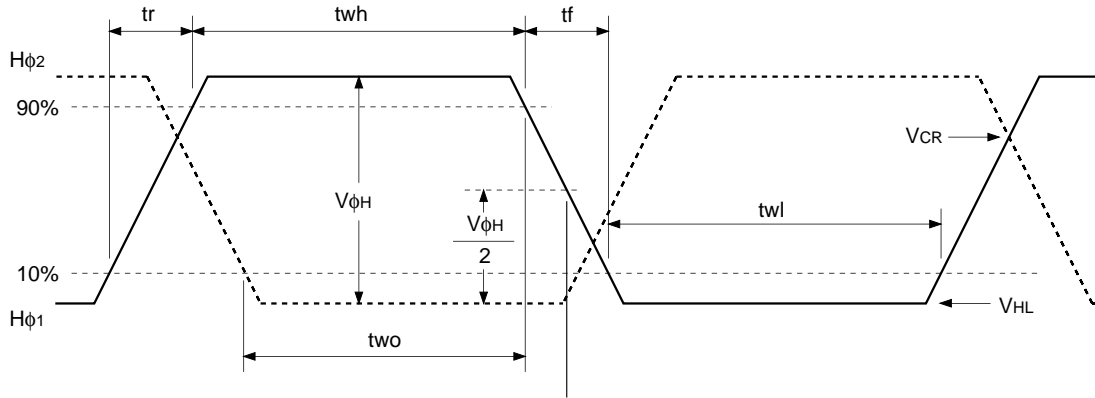 tr
twh
tf
Hϕ2
90%
VCR
VϕH
VϕH
2
twl
10%
Hϕ1
VHL
two